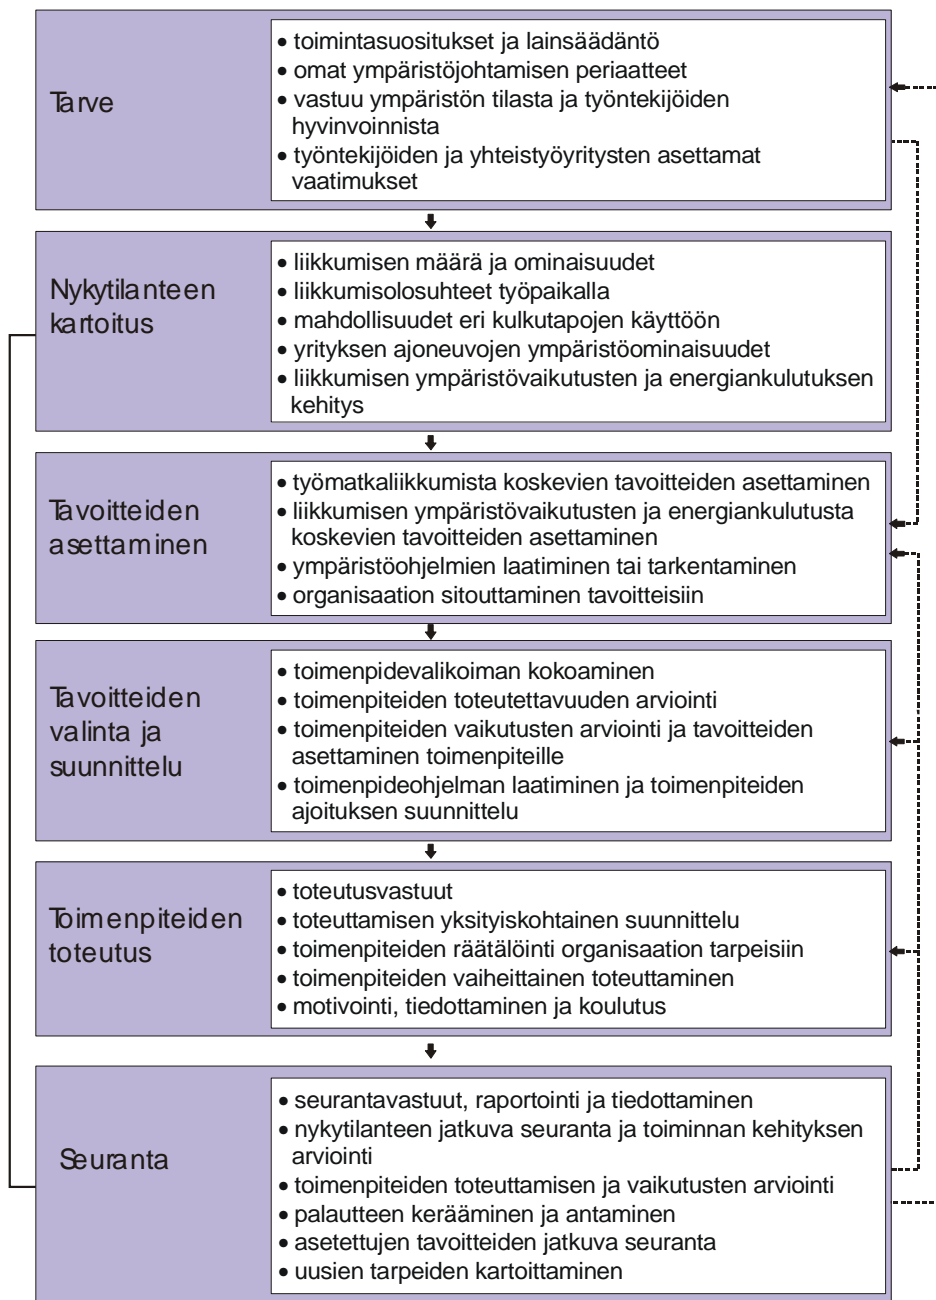 Tarve
• toimintasuositukset ja lainsäädäntö
• omat ympäristöjohtamisen periaatteet
• vastuu ympäristön tilasta ja työntekijöiden
hyvinvoinnista
• työntekijöiden ja yhteistyöyritysten asettamat
vaatimukset
Nykytilanteen
kartoitus
• liikkumisen määrä ja ominaisuudet
• liikkumisolosuhteet työpaikalla
• mahdollisuudet eri kulkutapojen käyttöön
• yrityksen ajoneuvojen ympäristöominaisuudet
• liikkumisen ympäristövaikutusten ja energiankulutuksen
kehitys
Tavoitteiden
asettaminen
• työmatkaliikkumista koskevien tavoitteiden asettaminen
• liikkumisen ympäristövaikutusten ja energiankulutusta
koskevien tavoitteiden asettaminen
• ympäristöohjelmien laatiminen tai tarkentaminen
• organisaation sitouttaminen tavoitteisiin
Tavoitteiden
valinta ja
suunnittelu
• toimenpidevalikoiman kokoaminen
• toimenpiteiden toteutettavuuden arviointi
• toimenpiteiden vaikutusten arviointi ja tavoitteiden
asettaminen toimenpiteille
• toimenpideohjelman laatiminen ja toimenpiteiden
ajoituksen suunnittelu
Toimenpiteiden
toteutus
• toteutusvastuut
• toteuttamisen yksityiskohtainen suunnittelu
• toimenpiteiden räätälöinti organisaation tarpeisiin
• toimenpiteiden vaiheittainen toteuttaminen
• motivointi, tiedottaminen ja koulutus
Seuranta
• seurantavastuut, raportointi ja tiedottaminen
• nykytilanteen jatkuva seuranta ja toiminnan kehityksen
arviointi
• toimenpiteiden toteuttamisen ja vaikutusten arviointi
• palautteen kerääminen ja antaminen
• asetettujen tavoitteiden jatkuva seuranta
• uusien tarpeiden kartoittaminen